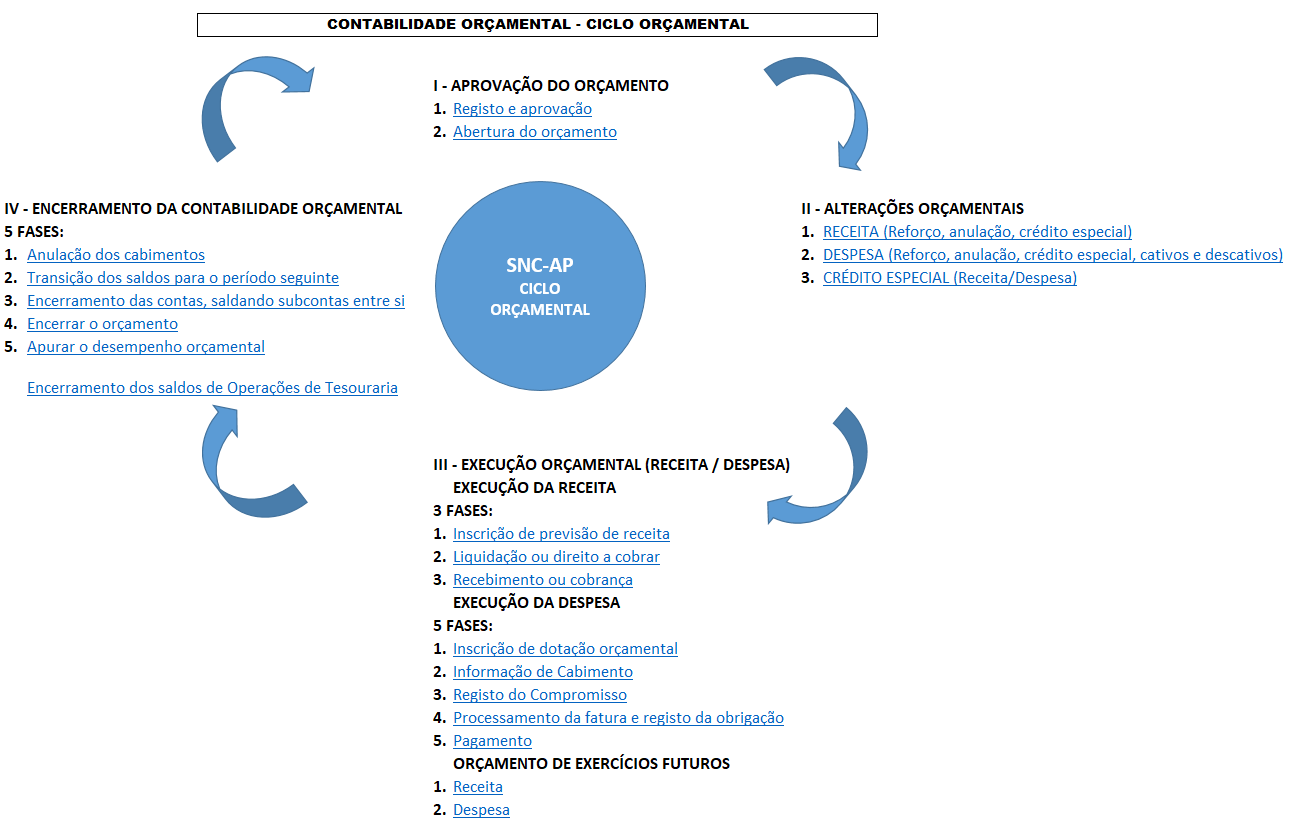 CONTABILIDADE ORÇAMENTAL - CICLO ORÇAMENTAL
I - APROVAÇÃO DO ORÇAMENTO
1. Registo e aprovação
2. Abertura do orçamento
II - ALTERAÇÕES ORÇAMENTAIS
1. RECEITA (Reforço, anulação, crédito especial)
2. DESPESA (Reforço, anulação, crédito especial, cativos e descativos)
3. CRÉDITO ESPECIAL (Receita/Despesa)
SNC-AP
CICLO
ORÇAMENTAL
III - EXECUÇÃO ORÇAMENTAL (RECEITA / DESPESA)
EXECUÇÃO DA RECEITA
3 FASES:
1. Inscrição de previsão de receita
2. Liquidação ou direito a cobrar
3. Recebimento ou cobrança
EXECUÇÃO DA DESPESA
5 FASES:
1. Inscrição de dotação orçamental
2. Informação de Cabimento
3. Registo do Compromisso
4. Processamento da fatura e registo da obrigação
5. Pagamento
ORÇAMENTO DE EXERCÍCIOS FUTUROS
1. Receita
2. Despesa
IV - ENCERRAMENTO DA CONTABILIDADE ORÇAMENTAL
5 FASES:
1. Anulação dos cabimentos
2. Transição dos saldos para o período seguinte
3. Encerramento das contas, saldando subcontas entre si
4. Encerrar o orçamento
5. Apurar o desempenho orçamental
Encerramento dos saldos de Operações de Tesouraria